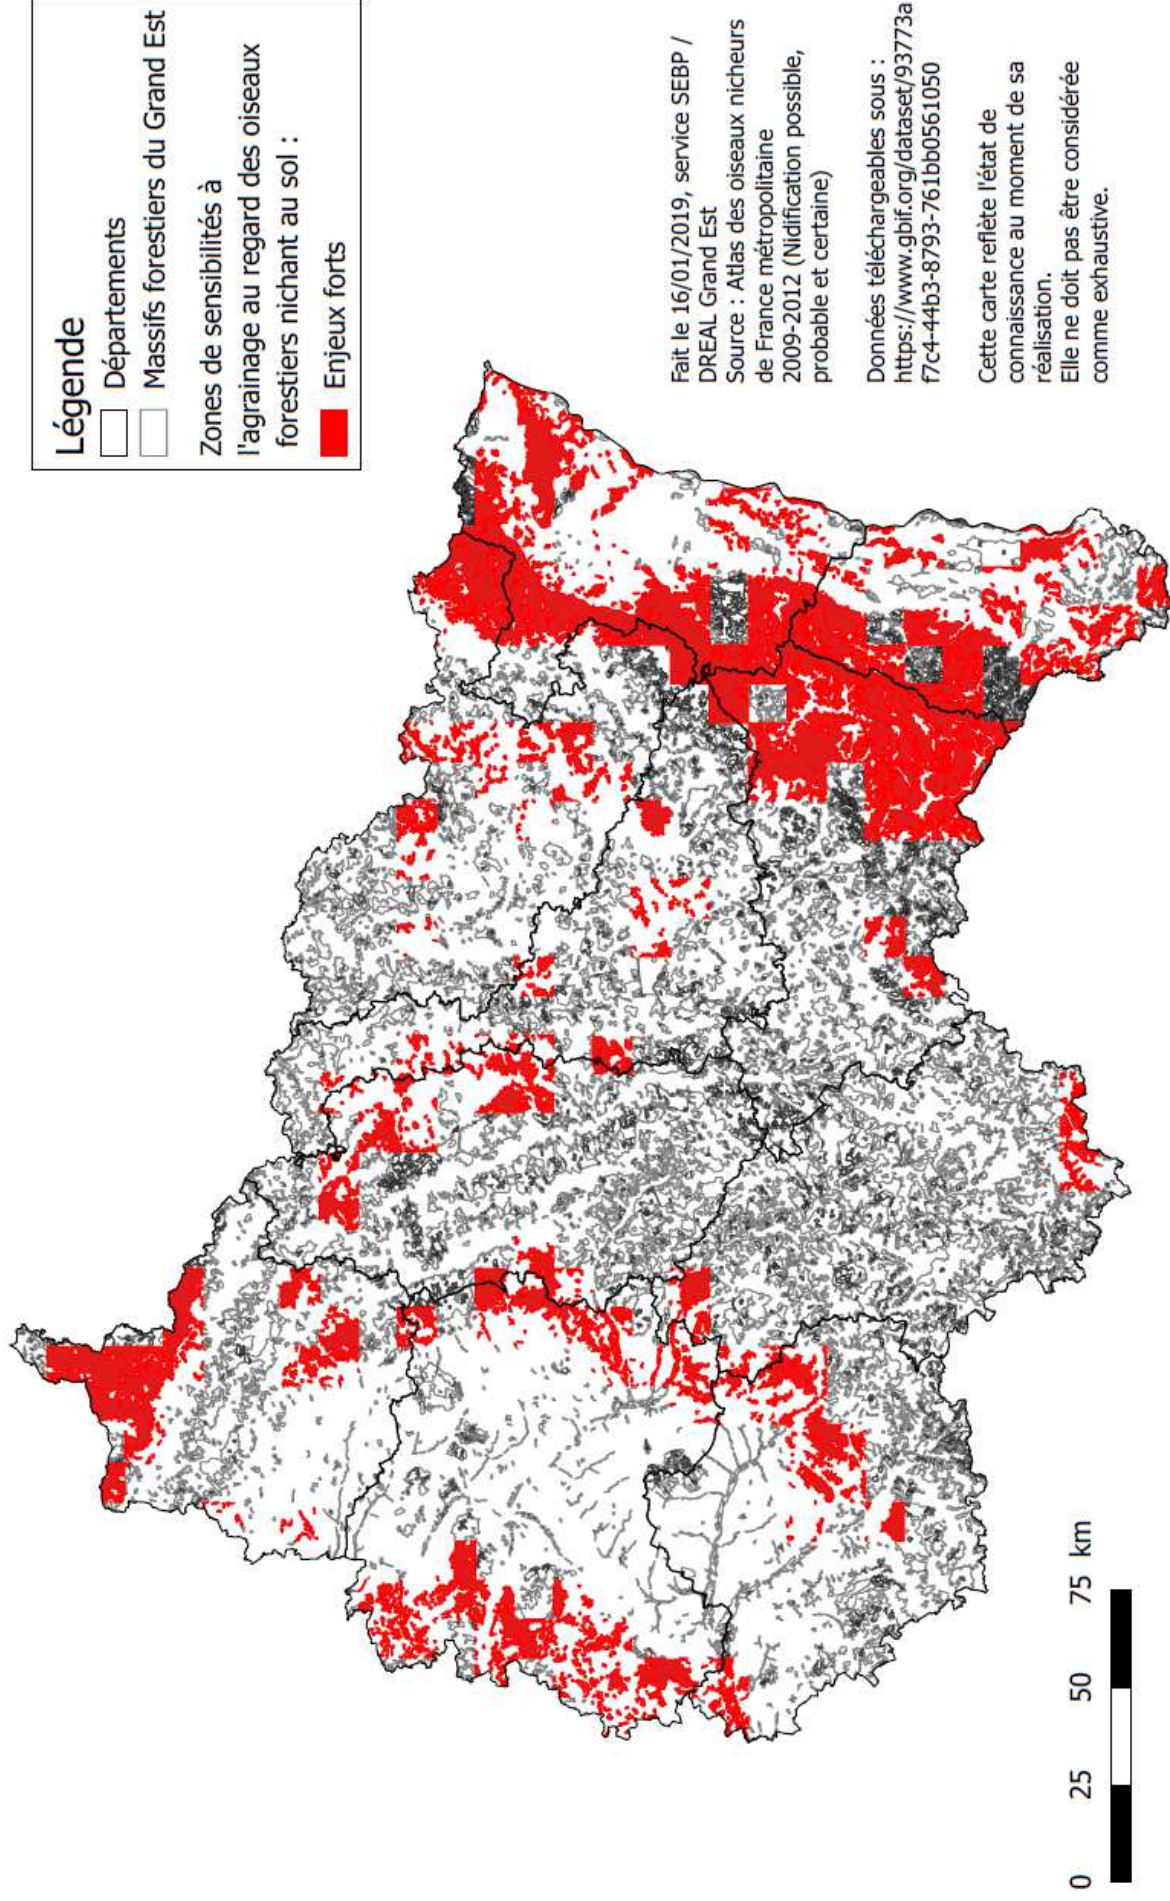 Légende
Départements
Massifs forestiers du Grand Est
Zones de sensibilités à
l'agrainage au regard des oiseaux
forestiers nichant au sol :
Enjeux forts
Fait le 16/01/2019, service SEBP /
DREAL Grand Est
Source : Atlas des oiseaux nicheurs
de France métropolitaine
2009-2012 (Nidification possible,
probable et certaine)
Données téléchargeables sous :
https://www.gbif.org/dataset/93773a
f7c4-44b3-8793-761bb0561050
Cette carte reflète l'état de
connaissance au moment de sa
réalisation.
Elle ne doit pas être considérée
comme exhaustive.
0 25 50 75 km